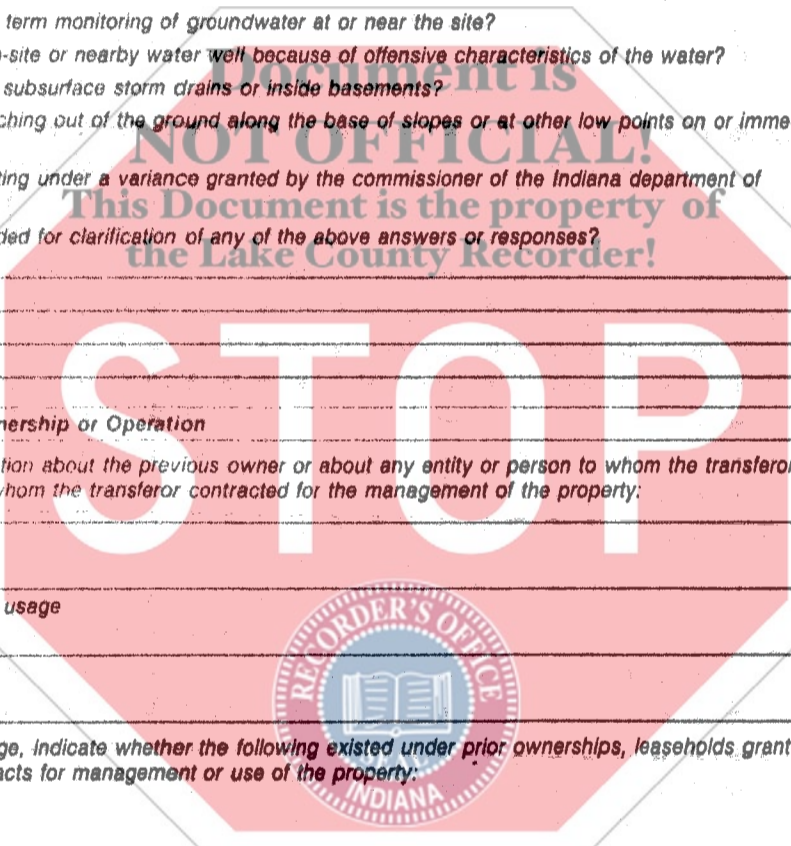 term monitoring of groundwater at or near the site?
-site or nearby water well because of offensive characteristics of the water?
Document is
subsurface storm drains or inside basements?
ching out of the ground along the base of slopes or at other low points on or imme
NOT OFFICIAL!
ting under a variance granted by the commissioner of the Indiana department of
This Document is the property of
ded for clarification of any of the above answers or responses?
the Lake County Recorder!
STOP
nership or Operation
tion about the previous owner or about any entity or person to whom the transferor
whom the transferor contracted for the management of the property:
usage
RECORDER'S OFFICE
ge, indicate whether the following existed under prior ownerships, leaseholds grant
acts for management or use of the property:
INDIANA